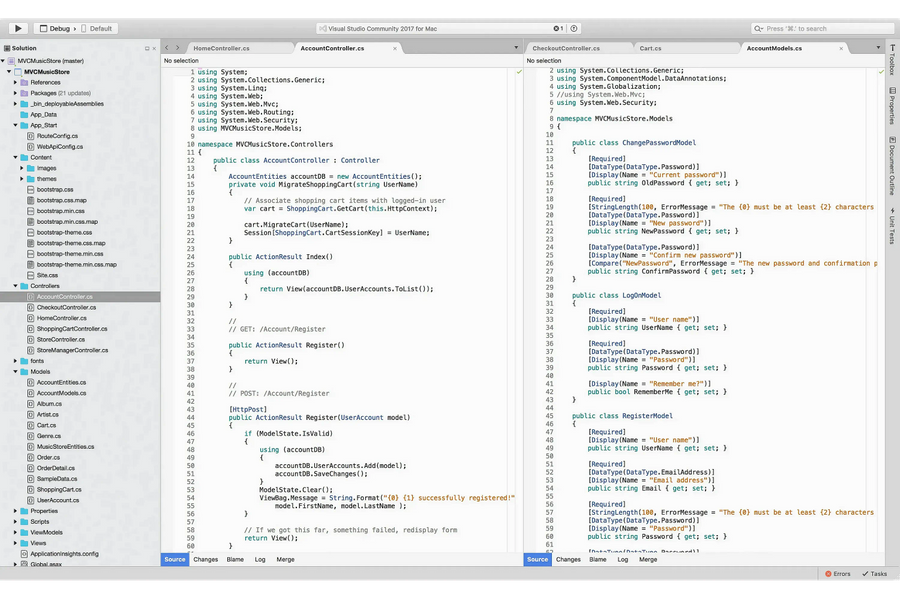 Debug › Default
Visual Studio Community 2017 for Mac
1
Press '⌘.' to search
Solution
MVCMusicStore (master)
MVCMusicStore
References
Packages (21 updates)
_bin_deployableAssemblies
App_Data
App_Start
RouteConfig.cs
WebApiConfig.cs
Content
Images
themes
bootstrap.css
bootstrap.css.map
bootstrap.min.css
bootstrap.min.css.map
bootstrap-theme.css
bootstrap-theme.css.map
bootstrap-theme.min.css
bootstrap-theme.min.css.map
Site.css
Controllers
AccountController.cs
CheckoutController.cs
HomeController.cs
ShoppingCartController.cs
StoreController.cs
StoreManagerController.cs
fonts
Models
AccountEntities.cs
AccountModels.cs
Album.cs
Artist.cs
Cart.cs
Genre.cs
MusicStoreEntities.cs
Order.cs
OrderDetail.cs
SampleData.cs
ShoppingCart.cs
UserAccount.cs
Properties
Scripts
ViewModels
Views
ApplicationInsights.config
Global.asax
HomeController.cs
AccountController.cs
No selection
1 using System;
2 using System.Collections.Generic;
3 using System.Linq;
4 using System.Web;
5 using System.Web.Mvc;
6 using System.Web.Routing;
7 using System.Web.Security;
8 using MVCMusicStore.Models;
9
10 namespace MVCMusicStore.Controllers
11 {
12 public class AccountController : Controller
13 {
14 AccountEntities accountDB = new AccountEntities();
15 private void MigrateShoppingCart(string UserName)
16 {
17 // Associate shopping cart items with logged-in user
18 var cart = ShoppingCart.GetCart(this.HttpContext);
19
20 cart.MigrateCart(UserName);
21 Session[ShoppingCart.CartSessionKey] = UserName;
22 }
23
24 public ActionResult Index()
25 {
26 using (accountDB)
27 {
28 return View(accountDB.UserAccounts.ToList());
29 }
30 }
31
32 //
33 // GET: /Account/Register
34
35 public ActionResult Register()
36 {
37 return View();
38 }
39
40 //
41 // POST: /Account/Register
42
43 [HttpPost]
44 public ActionResult Register(UserAccount model)
45 {
46 if (ModelState.IsValid)
47 {
48 using (accountDB)
49 {
50 accountDB.UserAccounts.Add(model);
51 accountDB.SaveChanges();
52 }
53 ModelState.Clear();
54 ViewBag.Message = String.Format("{0} {1} successfully registered!"
55 model.FirstName, model.LastName );
56 }
57
58 // If we got this far, something failed, redisplay form
59 return View();
60 }
Source Changes Blame Log Merge
CheckoutController.cs
Cart.cs
AccountModels.cs
No selection
2 using System.Collections.Generic;
3 using System.ComponentModel.DataAnnotations;
4 using System.Globalization;
5 //using System.Web.Mvc;
6 using System.Web.Security;
7
8 namespace MVCMusicStore.Models
9 {
10
11 public class ChangePasswordModel
12 {
13 [Required]
14 [DataType(DataType.Password)]
15 [Display(Name = "Current password")]
16 public string OldPassword { get; set; }
17
18 [Required]
19 [StringLength(100, ErrorMessage = "The {0} must be at least {2} characters
20 [DataType(DataType.Password)]
21 [Display(Name = "New password")]
22 public string NewPassword { get; set; }
23
24 [DataType(DataType.Password)]
25 [Display(Name = "Confirm new password")]
26 [Compare("NewPassword", ErrorMessage = "The new password and confirmation p
27 public string ConfirmPassword { get; set; }
28 }
29
30 public class LogOnModel
31 {
32 [Required]
33 [Display(Name = "User name")]
34 public string UserName { get; set; }
35
36 [Required]
37 [DataType(DataType.Password)]
38 [Display(Name = "Password")]
39 public string Password { get; set; }
40
41 [Display(Name = "Remember me?")]
42 public bool RememberMe { get; set; }
43 }
44
45 public class RegisterModel
46 {
47 [Required]
48 [Display(Name = "User name")]
49 public string UserName { get; set; }
50
51 [Required]
52 [DataType(DataType.EmailAddress)]
53 [Display(Name = "Email address")]
54 public string Email { get; set; }
55
56 [Required]
57 [StringLength(100, ErrorMessage = "The {0} must be at least {2} characters
58 [DataType(DataType.Password)]
59 [Display(Name = "Password")]
60 public string Password { get; set; }
61
62 [DataType(DataType.Password)]
Source Changes Blame Log Merge
Toolbox
Properties
Document Outline
Unit Tests
Errors
Tasks